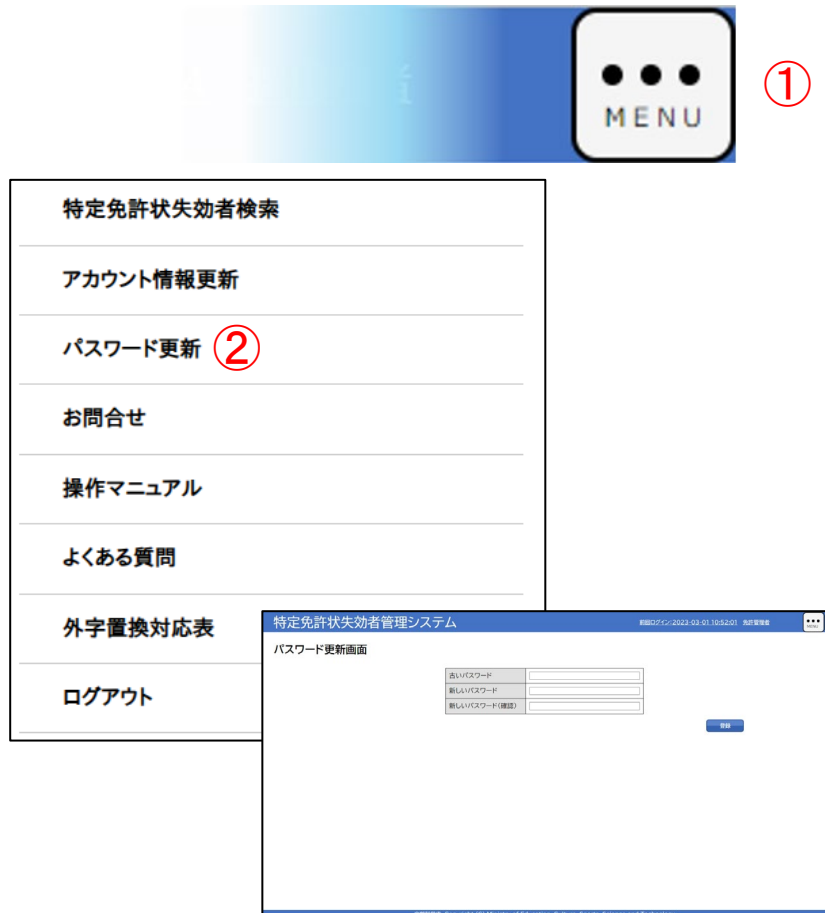 MENU
①
特定免許状失効者検索
アカウント情報更新
パスワード更新 ②
お問合せ
操作マニュアル
よくある質問
外字置換対応表
ログアウト
特定免許状失効者管理システム
前回ログイン:2023-03-01 10:52:01 免許管理者
MENU
パスワード更新画面
古いパスワード
新しいパスワード
新しいパスワード(確認)
登録